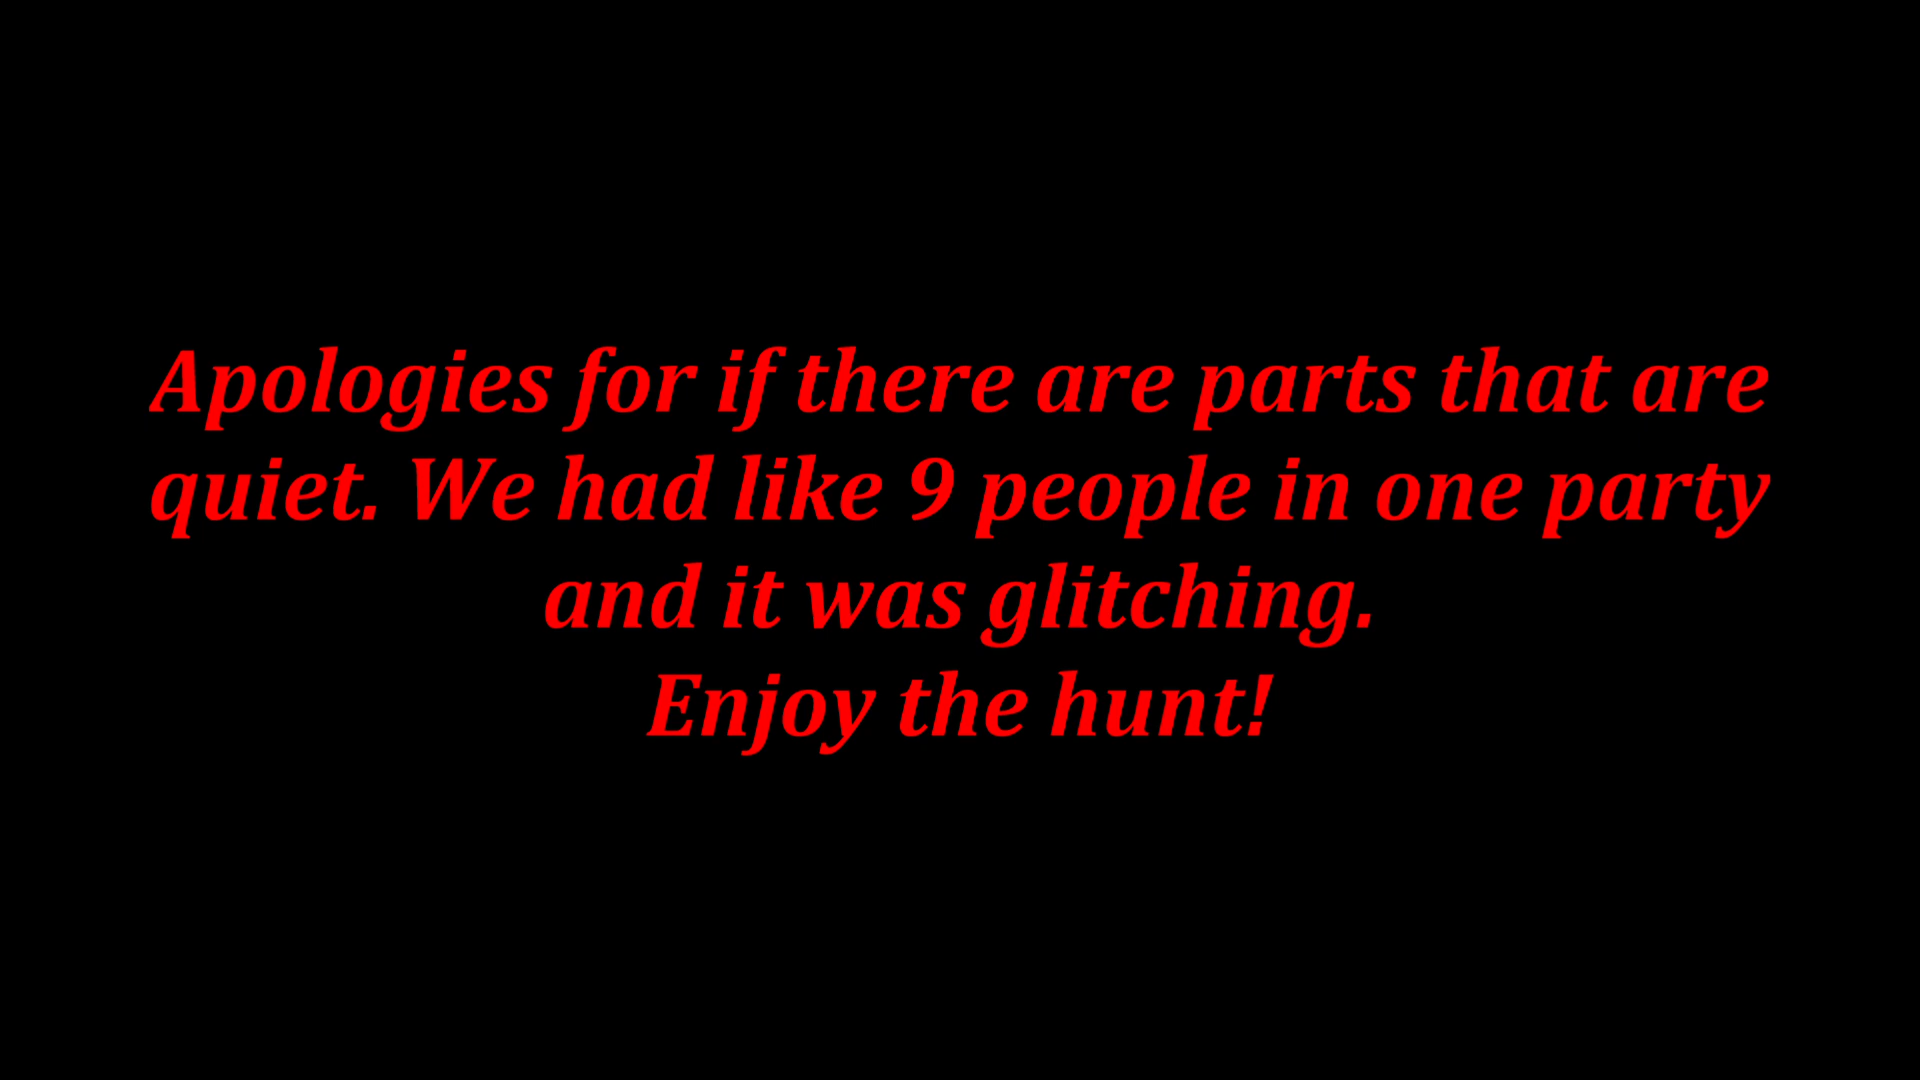 Apologies for if there are parts that are
quiet. We had like 9 people in one party
and it was glitching.
Enjoy the hunt!